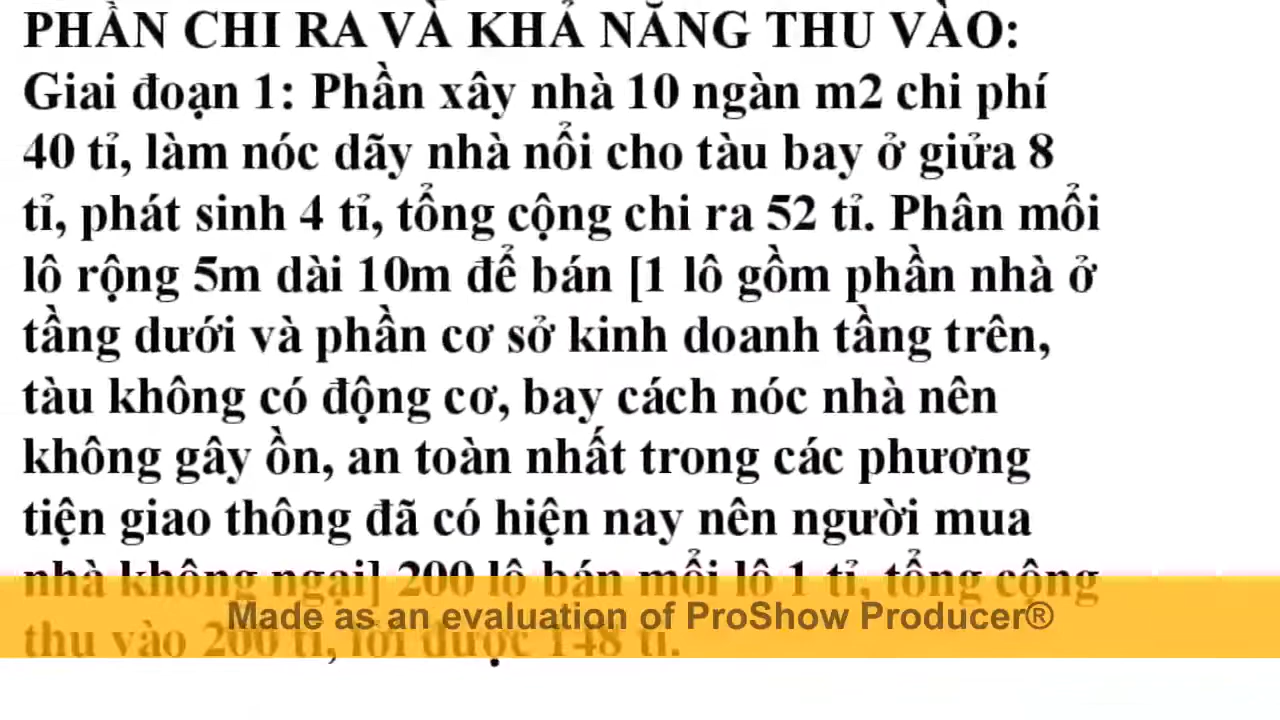 PHẦN CHI RA VÀ KHẢ NĂNG THU VÀO:
Giai đoạn 1: Phần xây nhà 10 ngàn m2 chi phí
40 tỉ, làm nóc dãy nhà nổi cho tàu bay ở giửa 8
tỉ, phát sinh 4 tỉ, tổng cộng chi ra 52 tỉ. Phân mổi
lô rộng 5m dài 10m để bán [1 lô gồm phần nhà ở
tầng dưới và phần cơ sở kinh doanh tầng trên,
tàu không có động cơ, bay cách nóc nhà nên
không gây ồn, an toàn nhất trong các phương
tiện giao thông đã có hiện nay nên người mua
nhà không ngại] 200 lô bán mổi lô 1 tỉ, tổng cộng
Made as an evaluation of ProShow Producer®
thu vào 200 tỉ, lời được 148 tỉ.